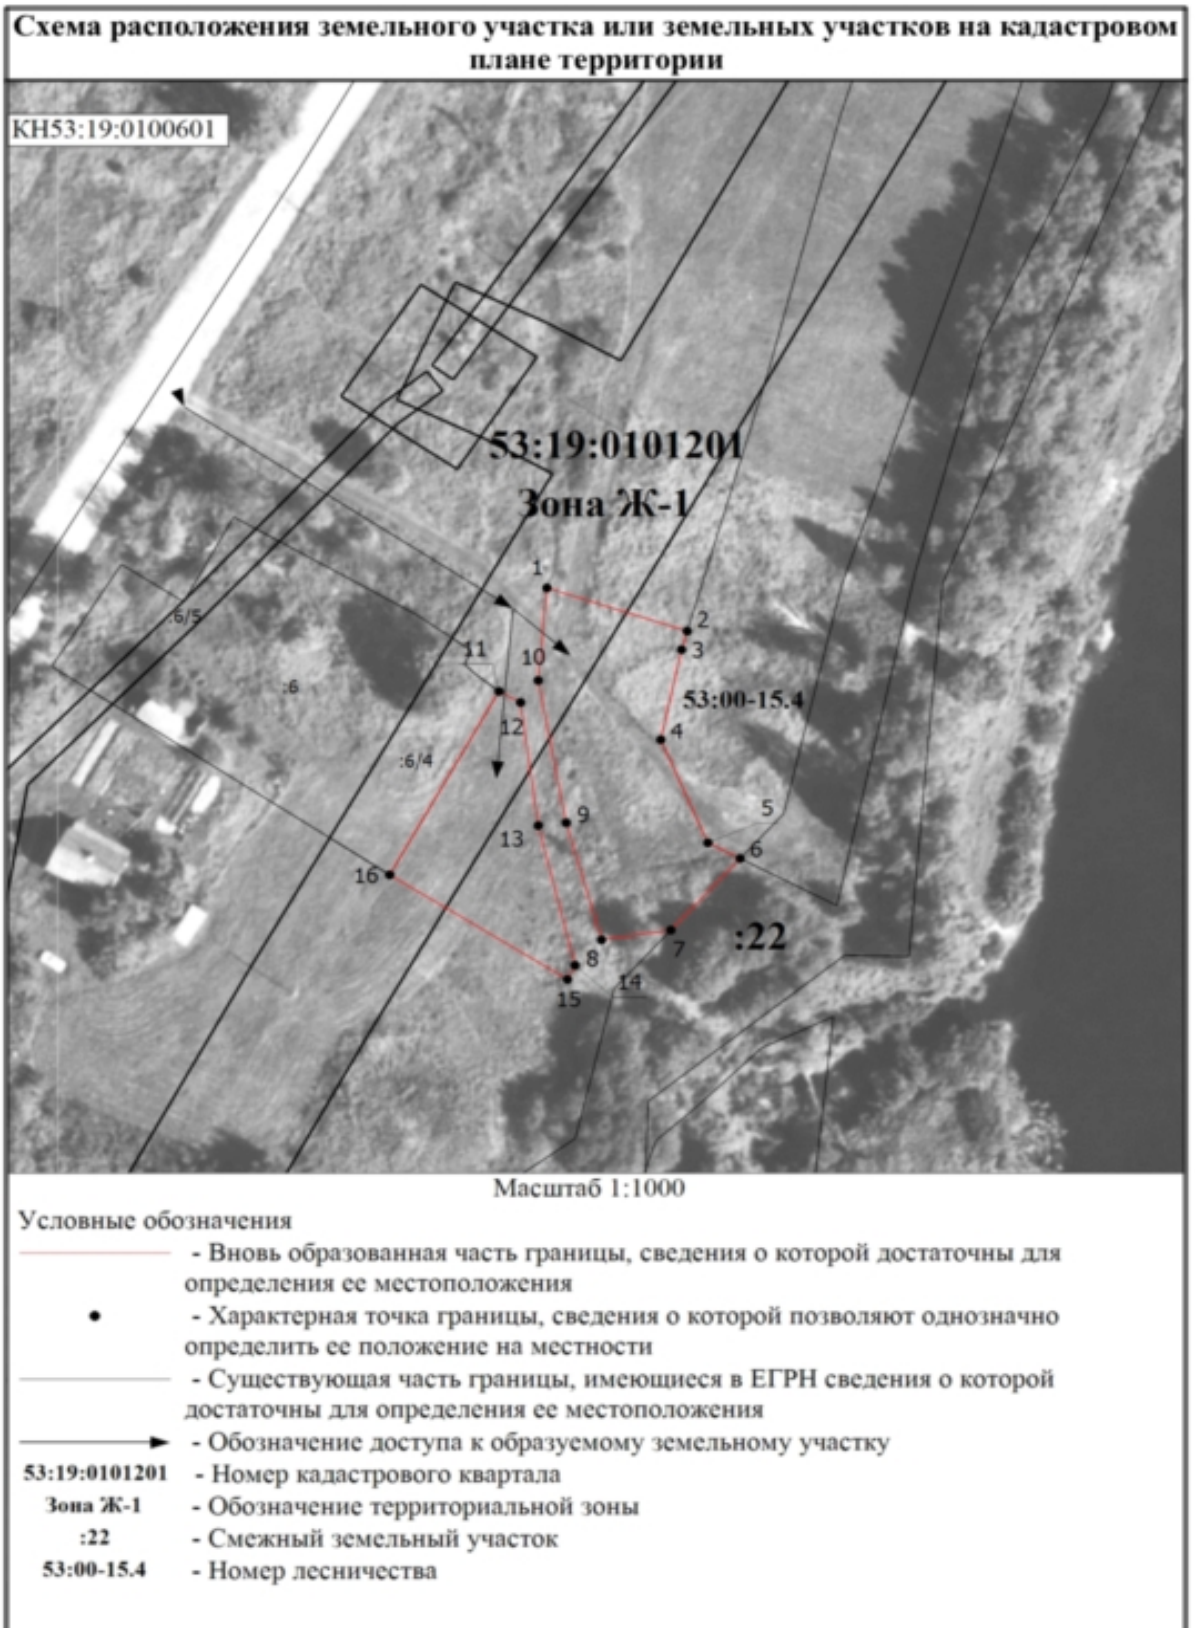 Схема расположения земельного участка или земельных участков на кадастровом
плане территории
КН53:19:0100601
53:19:0101201
Зона Ж-1
1
2
3
:6/5
11
10
:6
53:00-15.4
12
4
:6/4
5
13
9
6
16
:22
7
8
14
15
Масштаб 1:1000
Условные обозначения
- Вновь образованная часть границы, сведения о которой достаточны для
определения ее местоположения
- Характерная точка границы, сведения о которой позволяют однозначно
определить ее положение на местности
- Существующая часть границы, имеющиеся в ЕГРН сведения о которой
достаточны для определения ее местоположения
- Обозначение доступа к образуемому земельному участку
53:19:0101201 - Номер кадастрового квартала
Зона Ж-1 - Обозначение территориальной зоны
:22 - Смежный земельный участок
53:00-15.4 - Номер лесничества